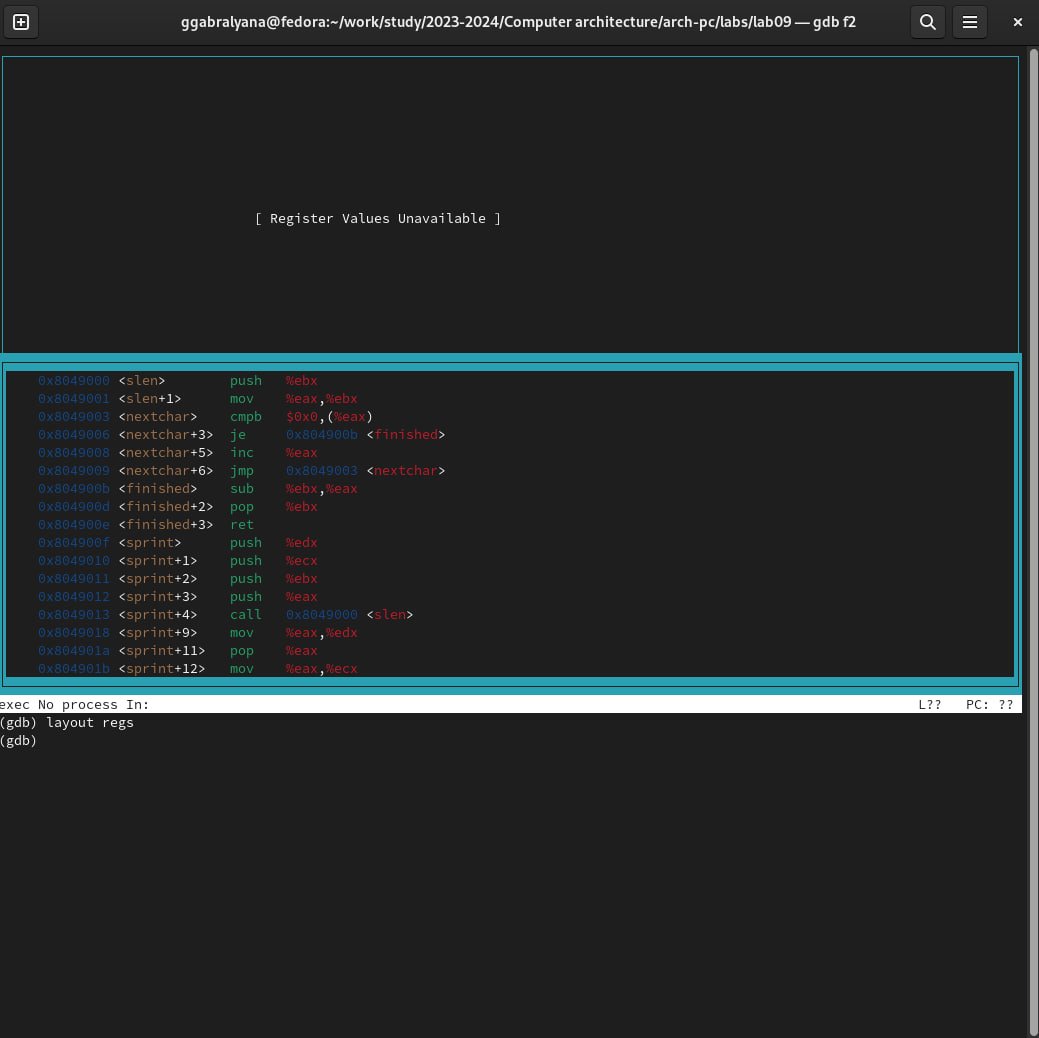 ggabralyana@fedora:~/work/study/2023-2024/Computer architecture/arch-pc/labs/lab09 — gdb f2
[ Register Values Unavailable ]
0x8049000 <slen> push %ebx
0x8049001 <slen+1> mov %eax,%ebx
0x8049003 <nextchar> cmpb $0x0,(%eax)
0x8049006 <nextchar+3> je 0x804900b <finished>
0x8049008 <nextchar+5> inc %eax
0x8049009 <nextchar+6> jmp 0x8049003 <nextchar>
0x804900b <finished> sub %ebx,%eax
0x804900d <finished+2> pop %ebx
0x804900e <finished+3> ret
0x804900f <sprint> push %edx
0x8049010 <sprint+1> push %ecx
0x8049011 <sprint+2> push %ebx
0x8049012 <sprint+3> push %eax
0x8049013 <sprint+4> call 0x8049000 <slen>
0x8049018 <sprint+9> mov %eax,%edx
0x804901a <sprint+11> pop %eax
0x804901b <sprint+12> mov %eax,%ecx
exec No process In: L?? PC: ??
(gdb) layout regs
(gdb)